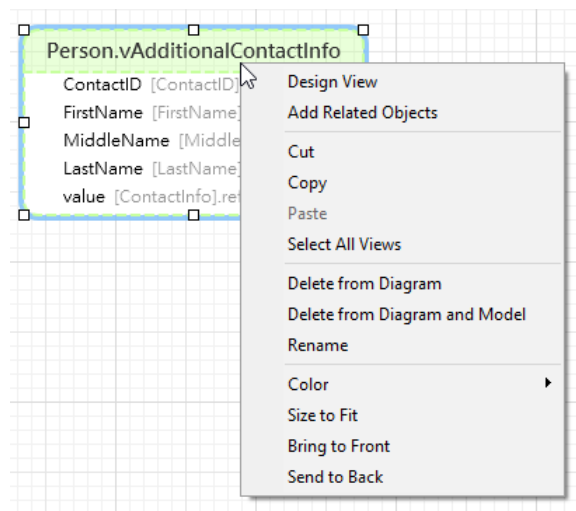 Person.vAdditionalContactInfo
ContactID [ContactID]
FirstName [FirstName]
MiddleName [Middle
LastName [LastName]
value [ContactInfo].ref
Design View
Add Related Objects
Cut
Copy
Paste
Select All Views
Delete from Diagram
Delete from Diagram and Model
Rename
Color
Size to Fit
Bring to Front
Send to Back